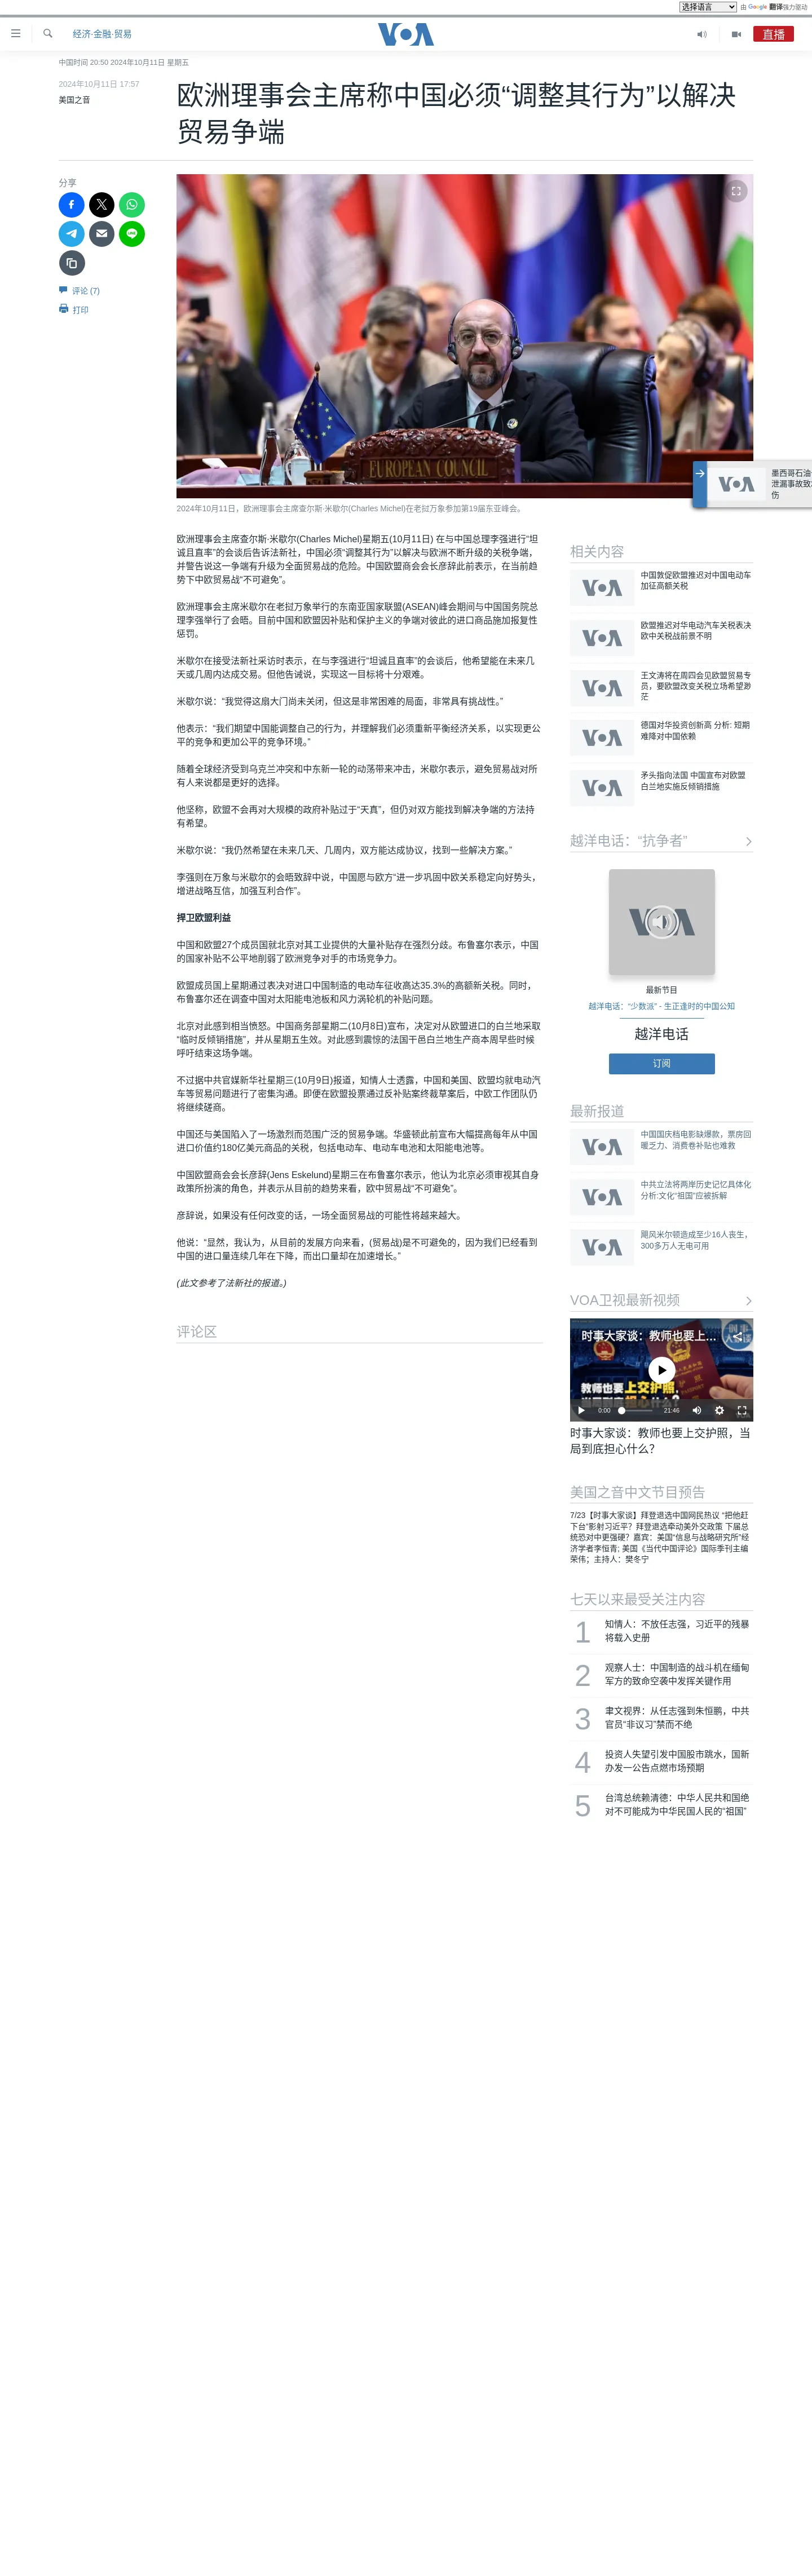 选择语言
由 Google 翻译强力驱动
经济·金融·贸易
VOA
直播
中国时间 20:50 2024年10月11日 星期五
2024年10月11日 17:57
美国之音
欧洲理事会主席称中国必须“调整其行为”以解决
贸易争端
分享
评论 (7)
打印
EUROPEAN COUNCIL
2024年10月11日，欧洲理事会主席查尔斯·米歇尔(Charles Michel)在老挝万象参加第19届东亚峰会。
VOA
墨西哥石油
泄漏事故致
伤
欧洲理事会主席查尔斯·米歇尔(Charles Michel)星期五(10月11日) 在与中国总理李强进行“坦
诚且直率”的会谈后告诉法新社，中国必须“调整其行为”以解决与欧洲不断升级的关税争端，
并警告说这一争端有升级为全面贸易战的危险。中国欧盟商会会长彦辞此前表示，在当前趋
势下中欧贸易战“不可避免”。
欧洲理事会主席米歇尔在老挝万象举行的东南亚国家联盟(ASEAN)峰会期间与中国国务院总
理李强举行了会晤。目前中国和欧盟因补贴和保护主义的争端对彼此的进口商品施加报复性
惩罚。
米歇尔在接受法新社采访时表示，在与李强进行“坦诚且直率”的会谈后，他希望能在未来几
天或几周内达成交易。但他告诫说，实现这一目标将十分艰难。
米歇尔说：“我觉得这扇大门尚未关闭，但这是非常困难的局面，非常具有挑战性。”
他表示：“我们期望中国能调整自己的行为，并理解我们必须重新平衡经济关系，以实现更公
平的竞争和更加公平的竞争环境。”
随着全球经济受到乌克兰冲突和中东新一轮的动荡带来冲击，米歇尔表示，避免贸易战对所
有人来说都是更好的选择。
他坚称，欧盟不会再对大规模的政府补贴过于“天真”，但仍对双方能找到解决争端的方法持
有希望。
米歇尔说：“我仍然希望在未来几天、几周内，双方能达成协议，找到一些解决方案。”
李强则在万象与米歇尔的会晤致辞中说，中国愿与欧方“进一步巩固中欧关系稳定向好势头，
增进战略互信，加强互利合作”。
捍卫欧盟利益
中国和欧盟27个成员国就北京对其工业提供的大量补贴存在强烈分歧。布鲁塞尔表示，中国
的国家补贴不公平地削弱了欧洲竞争对手的市场竞争力。
欧盟成员国上星期通过表决对进口中国制造的电动车征收高达35.3%的高额新关税。同时，
布鲁塞尔还在调查中国对太阳能电池板和风力涡轮机的补贴问题。
北京对此感到相当愤怒。中国商务部星期二(10月8日)宣布，决定对从欧盟进口的白兰地采取
“临时反倾销措施”，并从星期五生效。对此感到震惊的法国干邑白兰地生产商本周早些时候
呼吁结束这场争端。
不过据中共官媒新华社星期三(10月9日)报道，知情人士透露，中国和美国、欧盟均就电动汽
车等贸易问题进行了密集沟通。即便在欧盟投票通过反补贴案终裁草案后，中欧工作团队仍
将继续磋商。
中国还与美国陷入了一场激烈而范围广泛的贸易争端。华盛顿此前宣布大幅提高每年从中国
进口价值约180亿美元商品的关税，包括电动车、电动车电池和太阳能电池等。
中国欧盟商会会长彦辞(Jens Eskelund)星期三在布鲁塞尔表示，他认为北京必须审视其自身
政策所扮演的角色，并表示从目前的趋势来看，欧中贸易战“不可避免”。
彦辞说，如果没有任何改变的话，一场全面贸易战的可能性将越来越大。
他说：“显然，我认为，从目前的发展方向来看，(贸易战)是不可避免的，因为我们已经看到
中国的进口量连续几年在下降，而出口量却在加速增长。”
(此文参考了法新社的报道。)
评论区
相关内容
VOA
中国敦促欧盟推迟对中国电动车
加征高额关税
VOA
欧盟推迟对华电动汽车关税表决
欧中关税战前景不明
VOA
王文涛将在周四会见欧盟贸易专
员，要欧盟改变关税立场希望渺
茫
VOA
德国对华投资创新高 分析: 短期
难降对中国依赖
VOA
矛头指向法国 中国宣布对欧盟
白兰地实施反倾销措施
越洋电话：“抗争者”
VOA
最新节目
越洋电话：“少数派” - 生正逢时的中国公知
越洋电话
订阅
最新报道
VOA
中国国庆档电影缺爆款，票房回
暖乏力、消费卷补贴也难救
VOA
中共立法将两岸历史记忆具体化
分析:文化“祖国”应被拆解
VOA
飓风米尔顿造成至少16人丧生，
300多万人无电可用
VOA卫视最新视频
时事大家谈：教师也要上...
教师也要上交护照，
当局到底担心什么？
0:00
21:46
时事大家谈：教师也要上交护照，当
局到底担心什么？
美国之音中文节目预告
7/23【时事大家谈】拜登退选中国网民热议 “把他赶
下台”影射习近平？拜登退选牵动美外交政策 下届总
统恐对中更强硬？嘉宾：美国“信息与战略研究所”经
济学者李恒青; 美国《当代中国评论》国际季刊主编
荣伟；主持人：樊冬宁
七天以来最受关注内容
1
知情人：不放任志强，习近平的残暴
将载入史册
2
观察人士：中国制造的战斗机在缅甸
军方的致命空袭中发挥关键作用
3
聿文视界：从任志强到朱恒鹏，中共
官员“非议习”禁而不绝
4
投资人失望引发中国股市跳水，国新
办发一公告点燃市场预期
5
台湾总统赖清德：中华人民共和国绝
对不可能成为中华民国人民的“祖国”